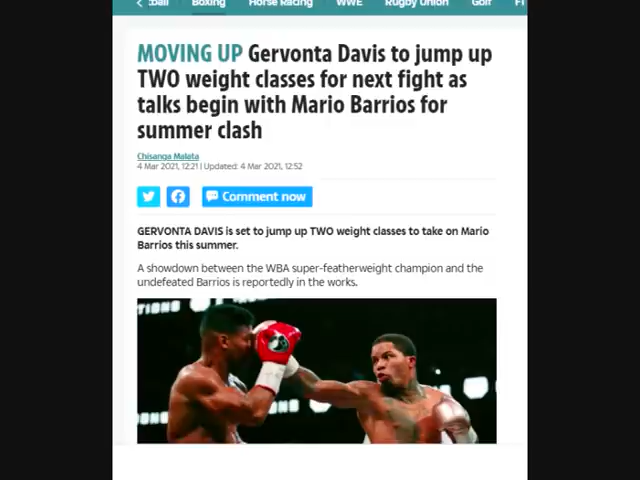 Boxing Horse Racing WWE Rugby Union Golf
MOVING UP Gervonta Davis to jump up
TWO weight classes for next fight as
talks begin with Mario Barrios for
summer clash
Chisanga Malata
4 Mar 2021, 12:21 | Updated: 4 Mar 2021, 12:52
Comment now
GERVONTA DAVIS is set to jump up TWO weight classes to take on Mario
Barrios this summer.
A showdown between the WBA super-featherweight champion and the
undefeated Barrios is reportedly in the works.